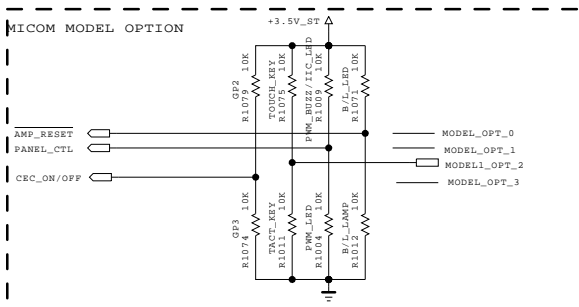 MICOM MODEL OPTION
+3.5V_ST
GP2
R1079 10K
TOUCH_KEY
R1075 10K
PWM_BUZZ/IIC_LED
R1009 10K
B/L_LED
R1071 10K
AMP_RESET
PANEL_CTL
CEC_ON/OFF
MODEL_OPT_0
MODEL_OPT_1
MODEL1_OPT_2
MODEL_OPT_3
GP3
R1074 10K
TACT_KEY
R1011 10K
PWM_LED
R1004 10K
B/L_LAMP
R1012 10K